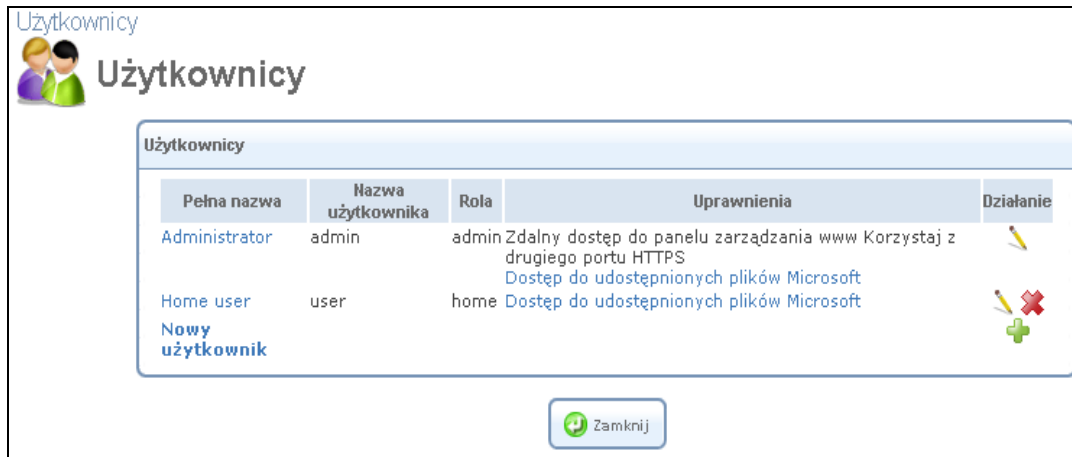 Użytkownicy
Użytkownicy
Użytkownicy
Pełna nazwa Nazwa użytkownika Rola Uprawnienia Działanie
Administrator admin admin Zdalny dostęp do panelu zarządzania www Korzystaj z
drugiego portu HTTPS
Dostęp do udostępnionych plików Microsoft
Home user user home Dostęp do udostępnionych plików Microsoft
Nowy
użytkownik
Zamknij